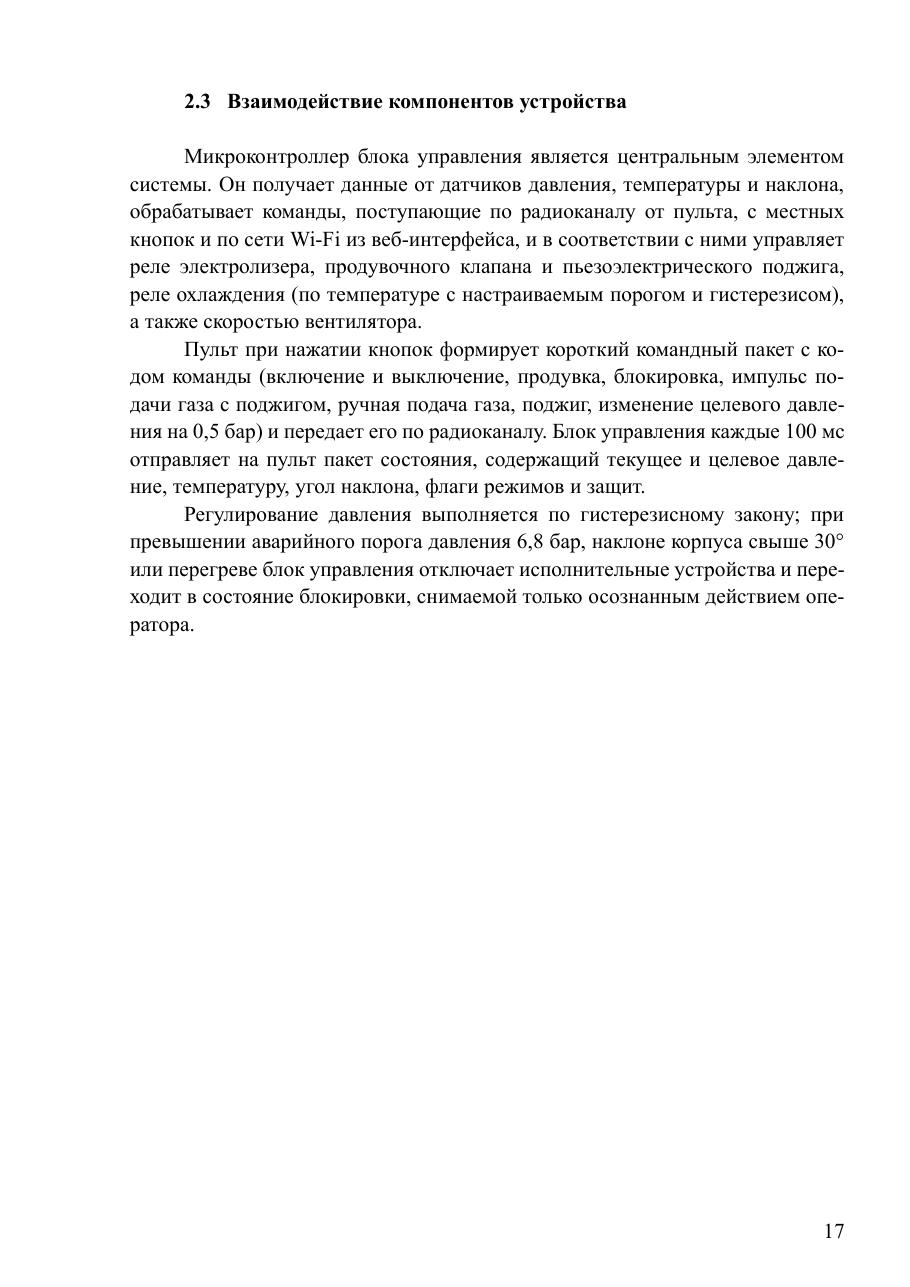 2.3 Взаимодействие компонентов устройства
Микроконтроллер блока управления является центральным элементом
системы. Он получает данные от датчиков давления, температуры и наклона,
обрабатывает команды, поступающие по радиоканалу от пульта, с местных
кнопок и по сети Wi-Fi из веб-интерфейса, и в соответствии с ними управляет
реле электролизера, продувочного клапана и пьезоэлектрического поджига,
реле охлаждения (по температуре с настраиваемым порогом и гистерезисом),
а также скоростью вентилятора.
Пульт при нажатии кнопок формирует короткий командный пакет с ко-
дом команды (включение и выключение, продувка, блокировка, импульс по-
дачи газа с поджигом, ручная подача газа, поджиг, изменение целевого давле-
ния на 0,5 бар) и передает его по радиоканалу. Блок управления каждые 100 мс
отправляет на пульт пакет состояния, содержащий текущее и целевое давле-
ние, температуру, угол наклона, флаги режимов и защит.
Регулирование давления выполняется по гистерезисному закону; при
превышении аварийного порога давления 6,8 бар, наклоне корпуса свыше 30°
или перегреве блок управления отключает исполнительные устройства и пере-
ходит в состояние блокировки, снимаемой только осознанным действием опе-
ратора.
17